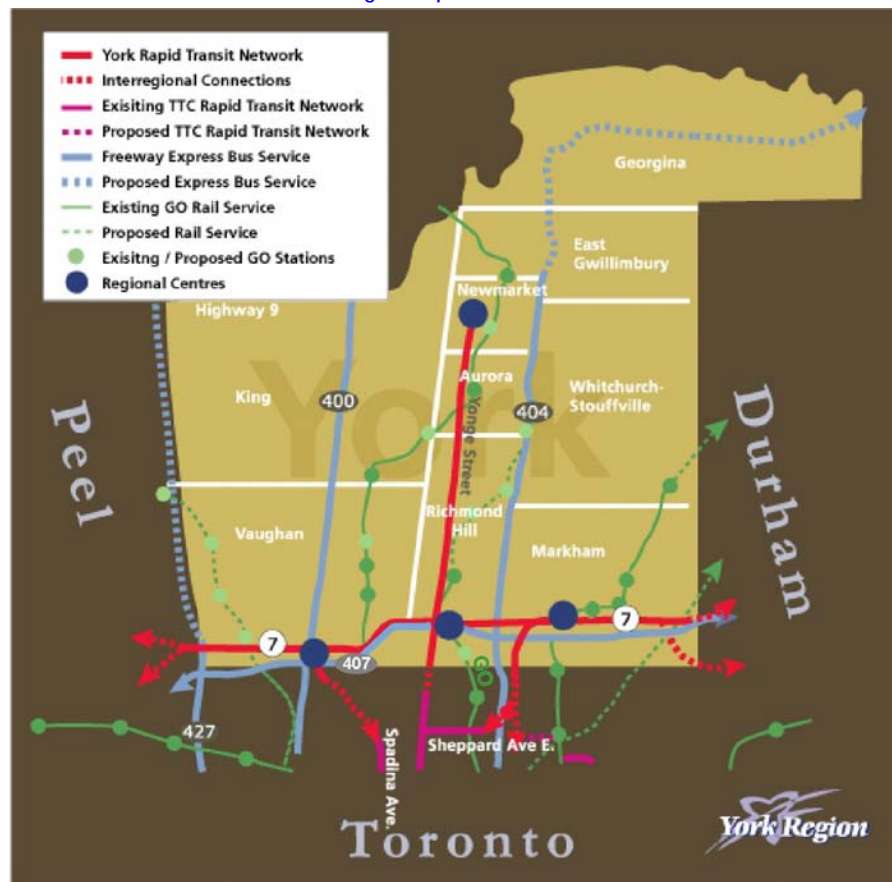 York Rapid Transit Network
Interregional Connections
Exisiting TTC Rapid Transit Network
Proposed TTC Rapid Transit Network
Freeway Express Bus Service
Proposed Express Bus Service
Existing GO Rail Service
Proposed Rail Service
Exisitng / Proposed GO Stations
Regional Centres
Georgina
East
Gwillimbury
Newmarket
Highway 9
Aurora
King
400
404
Whitchurch-
Stouffville
York
Yonge Street
Peel
Durham
Vaughan
Richmond
Hill
Markham
7
7
407
GO
427
Spadina Ave.
Sheppard Ave E.
Toronto
York Region